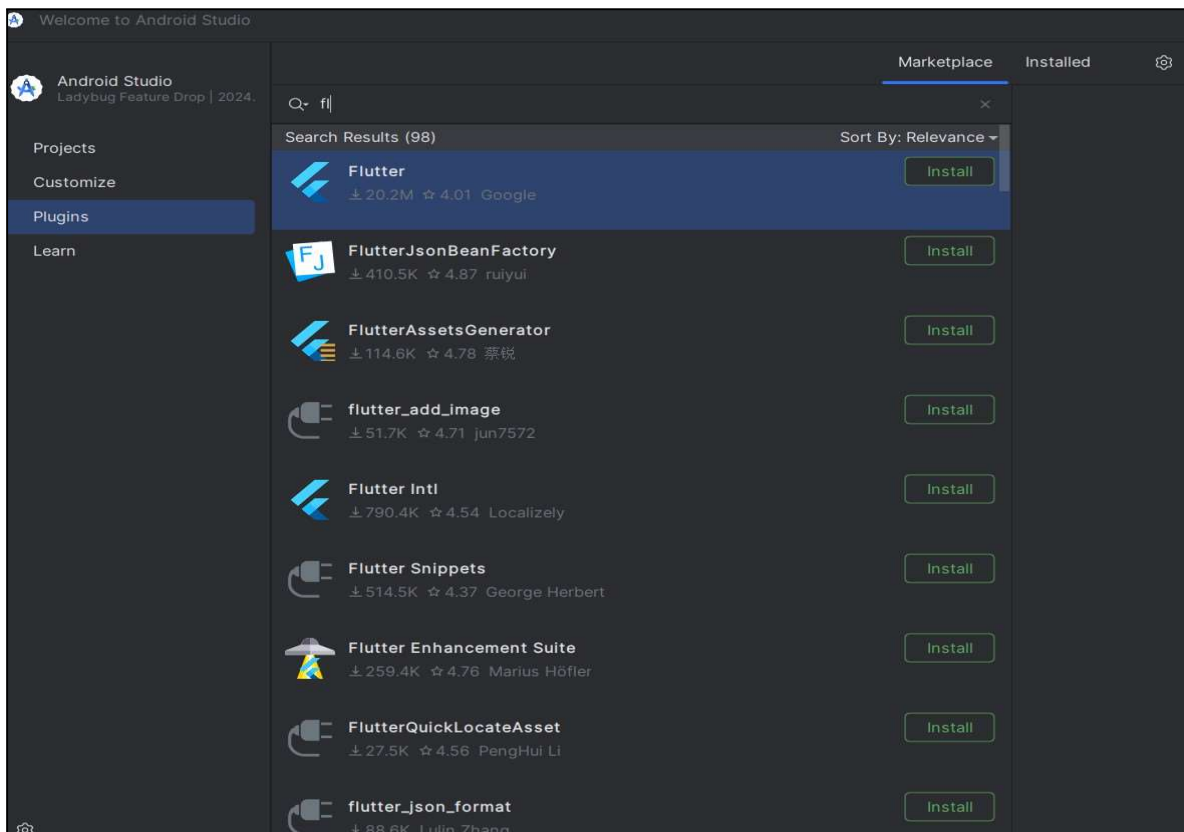 Welcome to Android Studio
Android Studio
Ladybug Feature Drop | 2024.
Projects
Customize
Plugins
Learn
Marketplace
Installed
fl
Search Results (98)
Sort By: Relevance
Flutter
20.2M 4.01 Google
Install
FlutterJsonBeanFactory
410.5K 4.87 ruiyui
Install
FlutterAssetsGenerator
114.6K 4.78 蔡锐
Install
flutter_add_image
51.7K 4.71 jun7572
Install
Flutter Intl
790.4K 4.54 Localizely
Install
Flutter Snippets
514.5K 4.37 George Herbert
Install
Flutter Enhancement Suite
259.4K 4.76 Marius Höfler
Install
FlutterQuickLocateAsset
27.5K 4.56 PengHui Li
Install
flutter_json_format
88.6K Lulin Zhang
Install